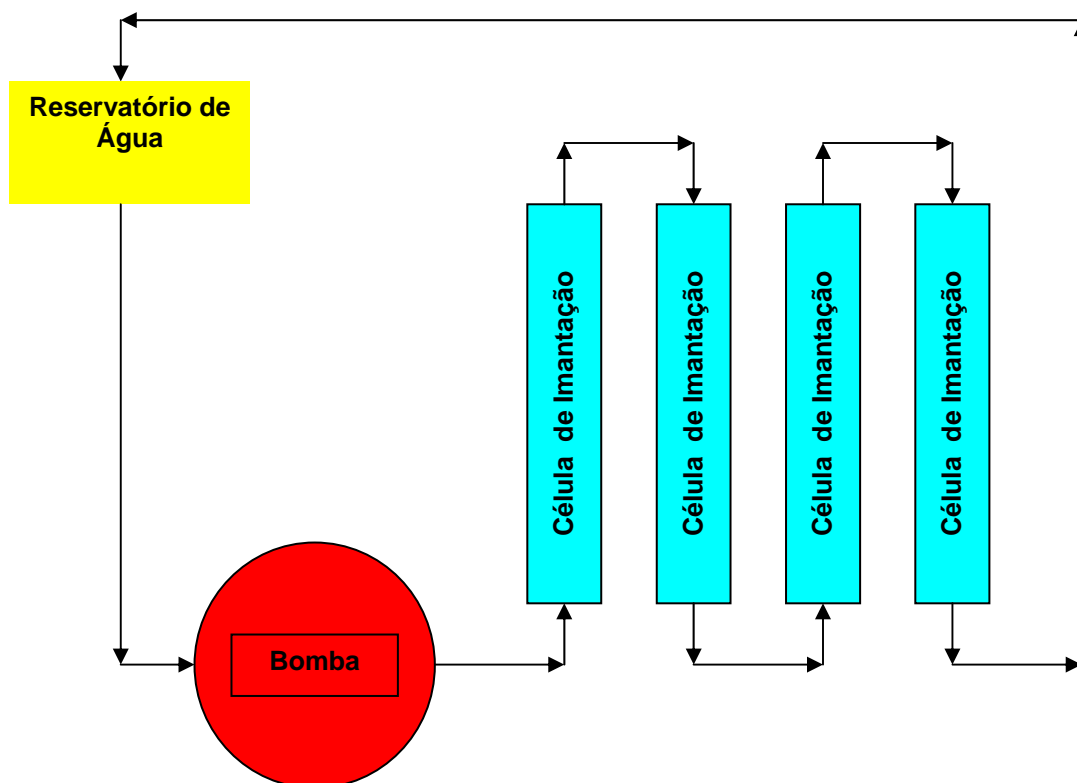 Reservatório de
Água
Célula de Imantação
Célula de Imantação
Célula de Imantação
Célula de Imantação
Bomba